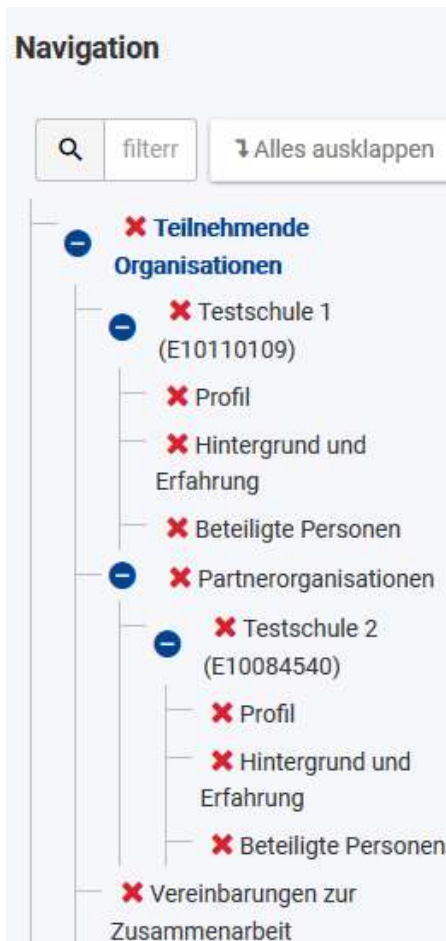 Navigation
filterr
Alles ausklappen
Teilnehmende
Organisationen
Testschule 1
(E10110109)
Profil
Hintergrund und
Erfahrung
Beteiligte Personen
Partnerorganisationen
Testschule 2
(E10084540)
Profil
Hintergrund und
Erfahrung
Beteiligte Personen
Vereinbarungen zur
Zusammenarbeit